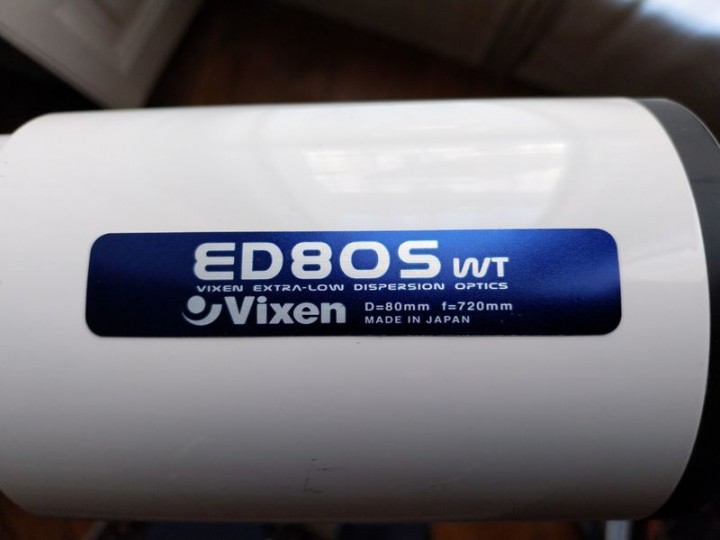 ED80S WT
VIXEN EXTRA-LOW DISPERSION OPTICS
Vixen D=80mm f=720mm
MADE IN JAPAN